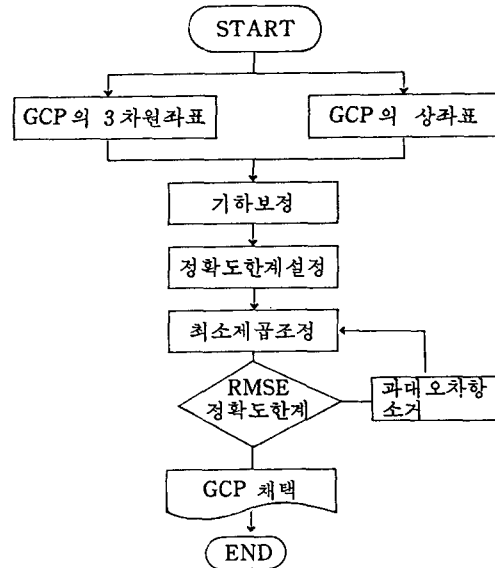 START
GCP의 3차원좌표
GCP의 상좌표
기하보정
정확도한계설정
최소제곱조정
RMSE
정확도한계
과대오차항
소거
GCP 채택
END